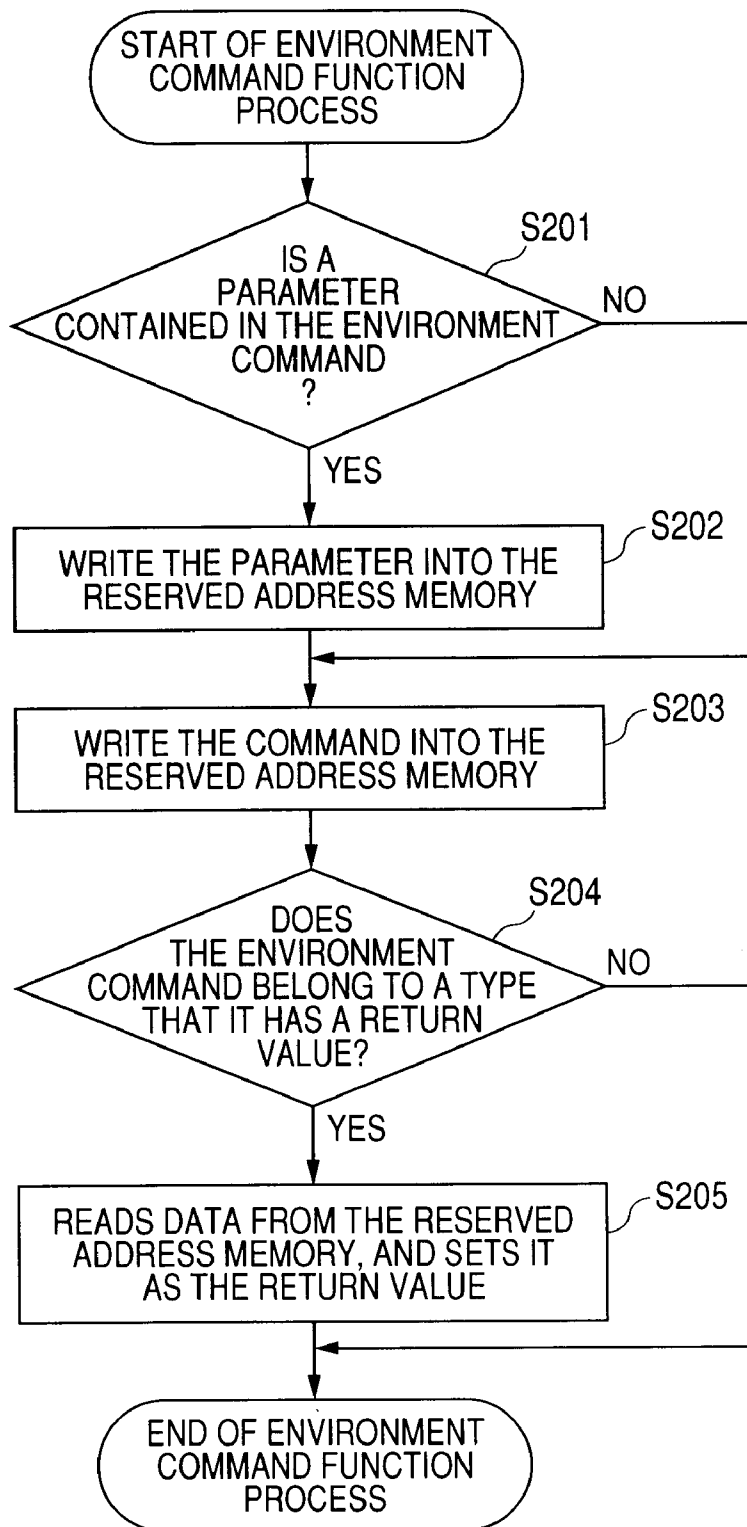 START OF ENVIRONMENT
COMMAND FUNCTION
PROCESS
S201
IS A
PARAMETER
CONTAINED IN THE ENVIRONMENT
COMMAND
?
NO
YES
S202
WRITE THE PARAMETER INTO THE
RESERVED ADDRESS MEMORY
S203
WRITE THE COMMAND INTO THE
RESERVED ADDRESS MEMORY
S204
DOES
THE ENVIRONMENT
COMMAND BELONG TO A TYPE
THAT IT HAS A RETURN
VALUE?
NO
YES
S205
READS DATA FROM THE RESERVED
ADDRESS MEMORY, AND SETS IT
AS THE RETURN VALUE
END OF ENVIRONMENT
COMMAND FUNCTION
PROCESS